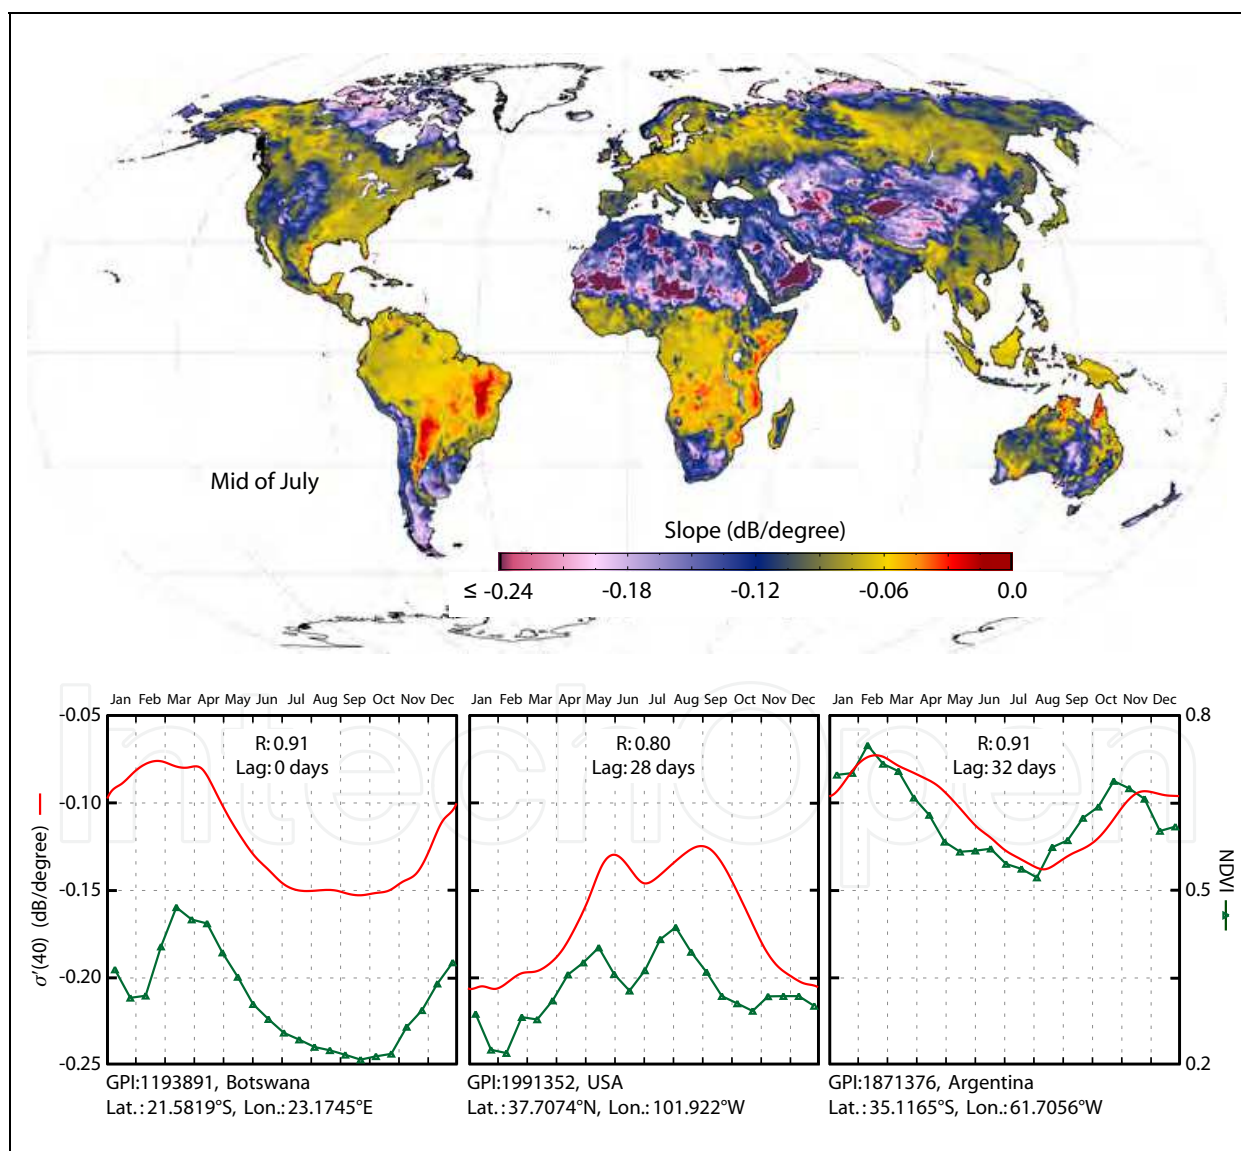 Mid of July
Slope (dB/degree)
≤ -0.24 -0.18 -0.12 -0.06 0.0
Jan Feb Mar Apr May Jun Jul Aug Sep Oct Nov Dec
Jan Feb Mar Apr May Jun Jul Aug Sep Oct Nov Dec
Jan Feb Mar Apr May Jun Jul Aug Sep Oct Nov Dec
-0.05
-0.10
-0.15
-0.20
-0.25
σ′(40) (dB/degree)
R: 0.91
Lag: 0 days
R: 0.80
Lag: 28 days
R: 0.91
Lag: 32 days
0.8
0.5
0.2
NDVI
IntechOpen
GPI:1193891, Botswana
Lat.: 21.5819°S, Lon.: 23.1745°E
GPI:1991352, USA
Lat.: 37.7074°N, Lon.: 101.922°W
GPI:1871376, Argentina
Lat.: 35.1165°S, Lon.: 61.7056°W